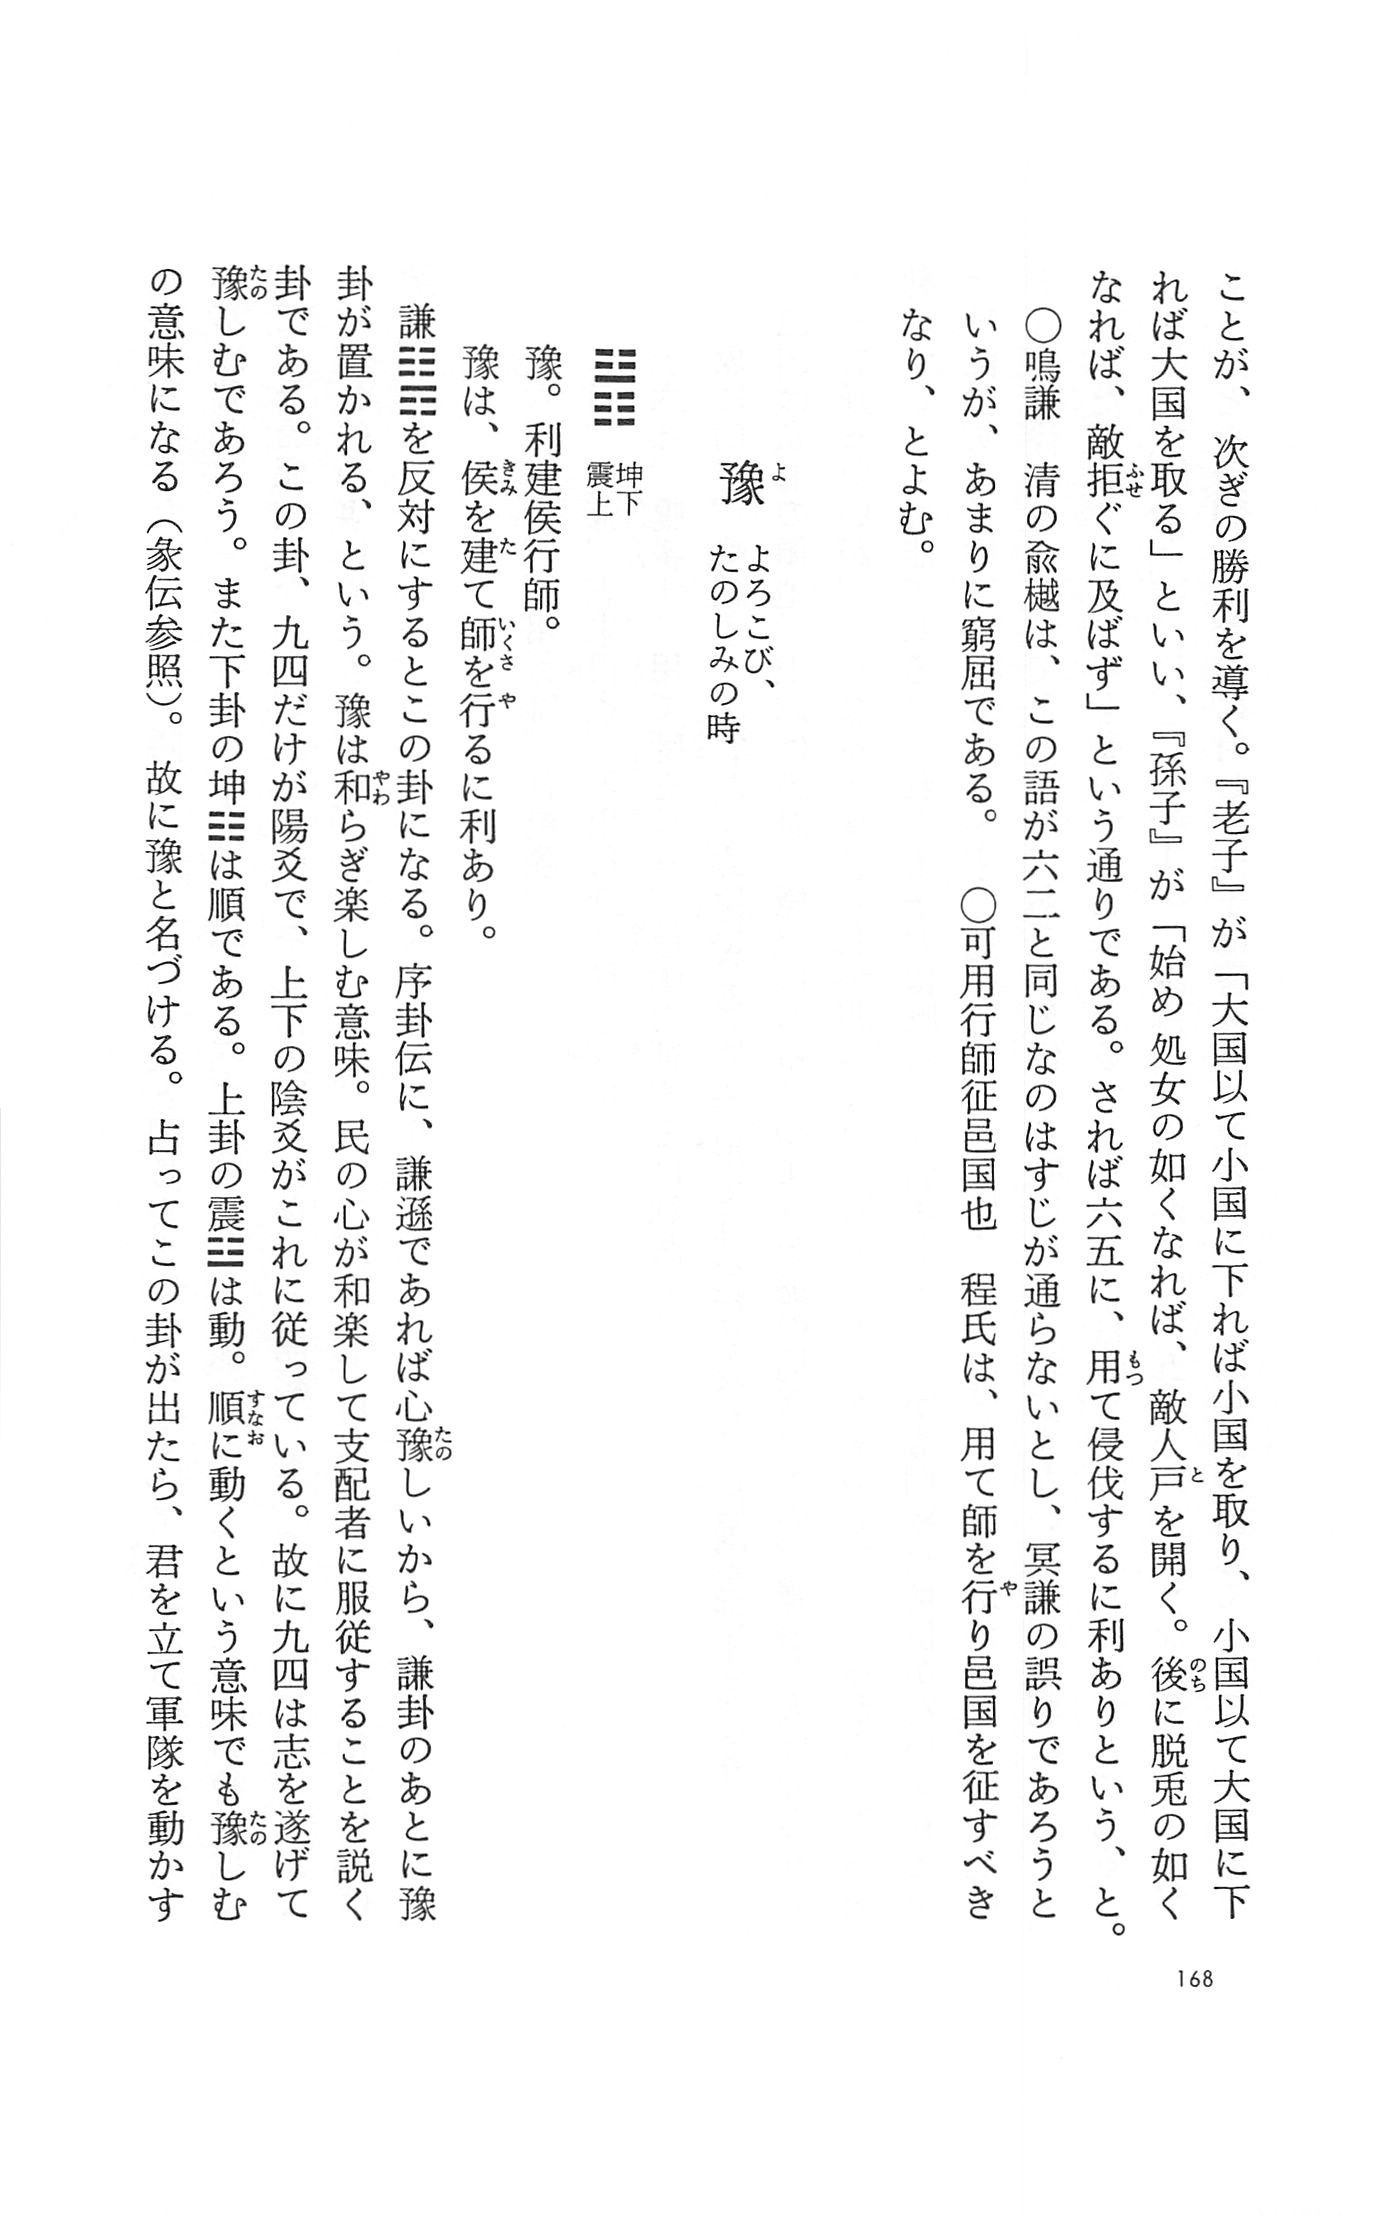 ことが、次ぎの勝利を導く。『老子』が「大国以て小国に下れば小国を取り、小国以て大国に下
れば大国を取る」といい、『孫子』が「始め処女の如くなれば、敵人戸を開く。後に脱兎の如く
なれば、敵拒ぐに及ばず」という通りである。されば六五に、用て侵伐するに利ありという、と。
〇鳴謙　清の兪樾は、この語が六二と同じなのはすじが通らないとし、冥謙の誤りであろうと
いうが、あまりに窮屈である。　〇可用行師征邑国也　程氏は、用て師を行り邑国を征すべき
なり、とよむ。
豫　よろこび、
たのしみの時
☳☷　坤下
震上
豫。利建侯行師。
豫は、侯を建て師を行るに利あり。
謙☷☶を反対にするとこの卦になる。序卦伝に、謙遜であれば心豫しいから、謙卦のあとに豫
卦が置かれる、という。豫は和らぎ楽しむ意味。民の心が和楽して支配者に服従することを説く
卦である。この卦、九四だけが陽爻で、上下の陰爻がこれに従っている。故に九四は志を遂げて
豫しむであろう。また下卦の坤☷は順である。上卦の震☳は動。順に動くという意味でも豫しむ
の意味になる（彖伝参照）。故に豫と名づける。占ってこの卦が出たら、君を立て軍隊を動かす
168